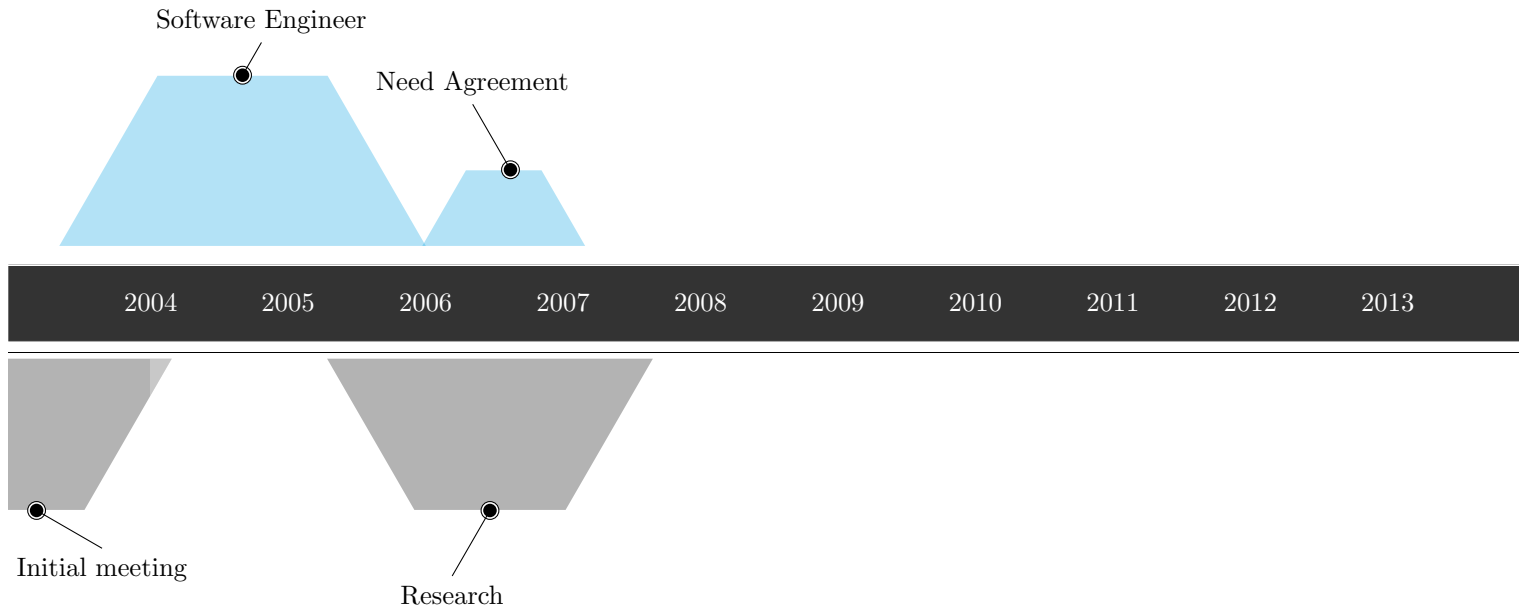 Software Engineer
Need Agreement
2004 2005 2006 2007 2008 2009 2010 2011 2012 2013
Initial meeting
Research